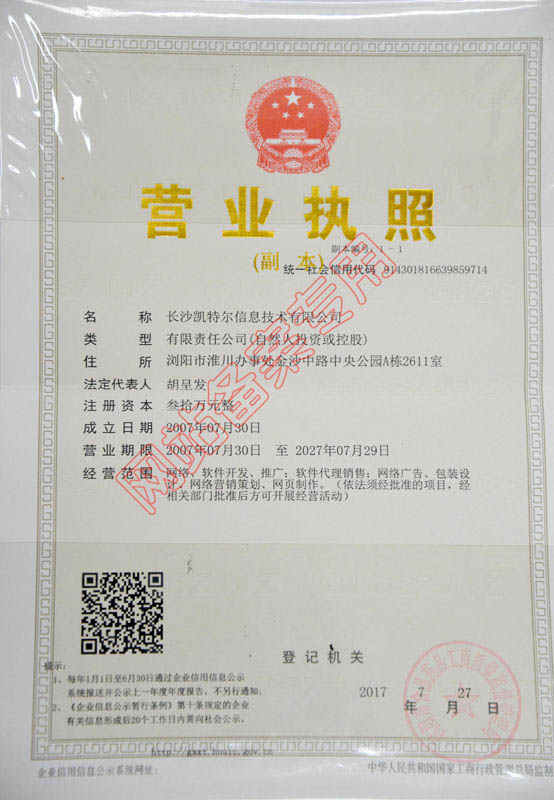 营业执照
(副 本)
副本编号: 1 - 1
统一社会信用代码 914301816639859714
名 称 长沙凯特尔信息技术有限公司
类 型 有限责任公司(自然人投资或控股)
住 所 浏阳市淮川办事处金沙中路中央公园A栋2611室
法定代表人 胡呈发
注册资本 叁拾万元整
成立日期 2007年07月30日
营业期限 2007年07月30日 至 2027年07月29日
经营范围 网络、软件开发、推广；软件代理销售；网络广告、包装设
计、网络营销策划、网页制作。（依法须经批准的项目，经
相关部门批准后方可开展经营活动）
网站备案专用
登记机关
提示：
1、每年1月1日至6月30日通过企业信用信息公示
系统报送并公示上一年度年度报告，不另行通知；
2、《企业信息公示暂行条例》第十条规定的企业
有关信息形成后20个工作日内需向社会公示。
2017 年 7 月 27 日
http://gsxt.hnaic.gov.cn
企业信用信息公示系统网址：
中华人民共和国国家工商行政管理总局监制